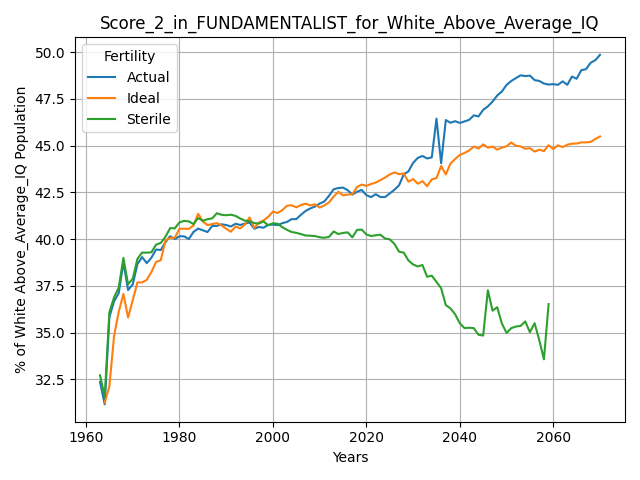 Score_2_in_FUNDAMENTALIST_for_White_Above_Average_IQ
Fertility
Actual
Ideal
Sterile
% of White Above_Average_IQ Population
50.0
47.5
45.0
42.5
40.0
37.5
35.0
32.5
1960
1980
2000
2020
2040
2060
Years